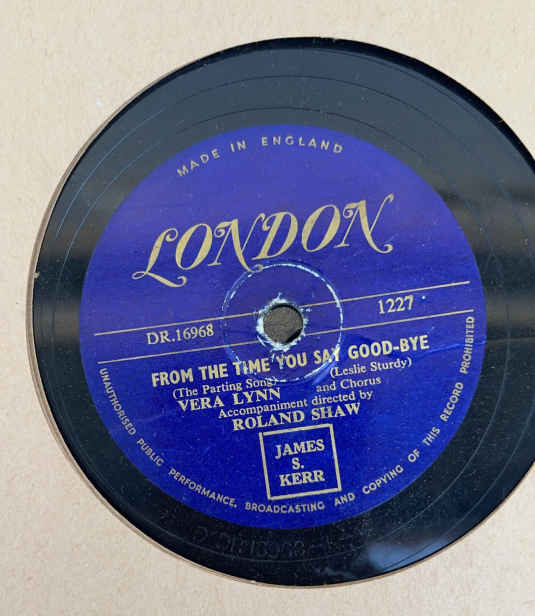 MADE IN ENGLAND
LONDON
DR.16968
1227
FROM THE TIME YOU SAY GOOD-BYE
(The Parting Song)
(Leslie Sturdy)
VERA LYNN
and Chorus
Accompaniment directed by
ROLAND SHAW
JAMES
S.
KERR
UNAUTHORISED PUBLIC PERFORMANCE, BROADCASTING AND COPYING OF THIS RECORD PROHIBITED